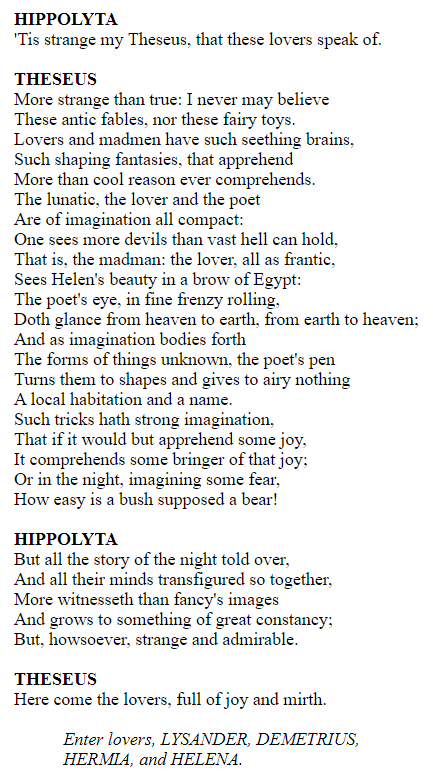 HIPPOLYTA
'Tis strange my Theseus, that these lovers speak of.
THESEUS
More strange than true: I never may believe
These antic fables, nor these fairy toys.
Lovers and madmen have such seething brains,
Such shaping fantasies, that apprehend
More than cool reason ever comprehends.
The lunatic, the lover and the poet
Are of imagination all compact:
One sees more devils than vast hell can hold,
That is, the madman: the lover, all as frantic,
Sees Helen's beauty in a brow of Egypt:
The poet's eye, in fine frenzy rolling,
Doth glance from heaven to earth, from earth to heaven;
And as imagination bodies forth
The forms of things unknown, the poet's pen
Turns them to shapes and gives to airy nothing
A local habitation and a name.
Such tricks hath strong imagination,
That if it would but apprehend some joy,
It comprehends some bringer of that joy;
Or in the night, imagining some fear,
How easy is a bush supposed a bear!
HIPPOLYTA
But all the story of the night told over,
And all their minds transfigured so together,
More witnesseth than fancy's images
And grows to something of great constancy;
But, howsoever, strange and admirable.
THESEUS
Here come the lovers, full of joy and mirth.
Enter lovers, LYSANDER, DEMETRIUS,
HERMIA, and HELENA.